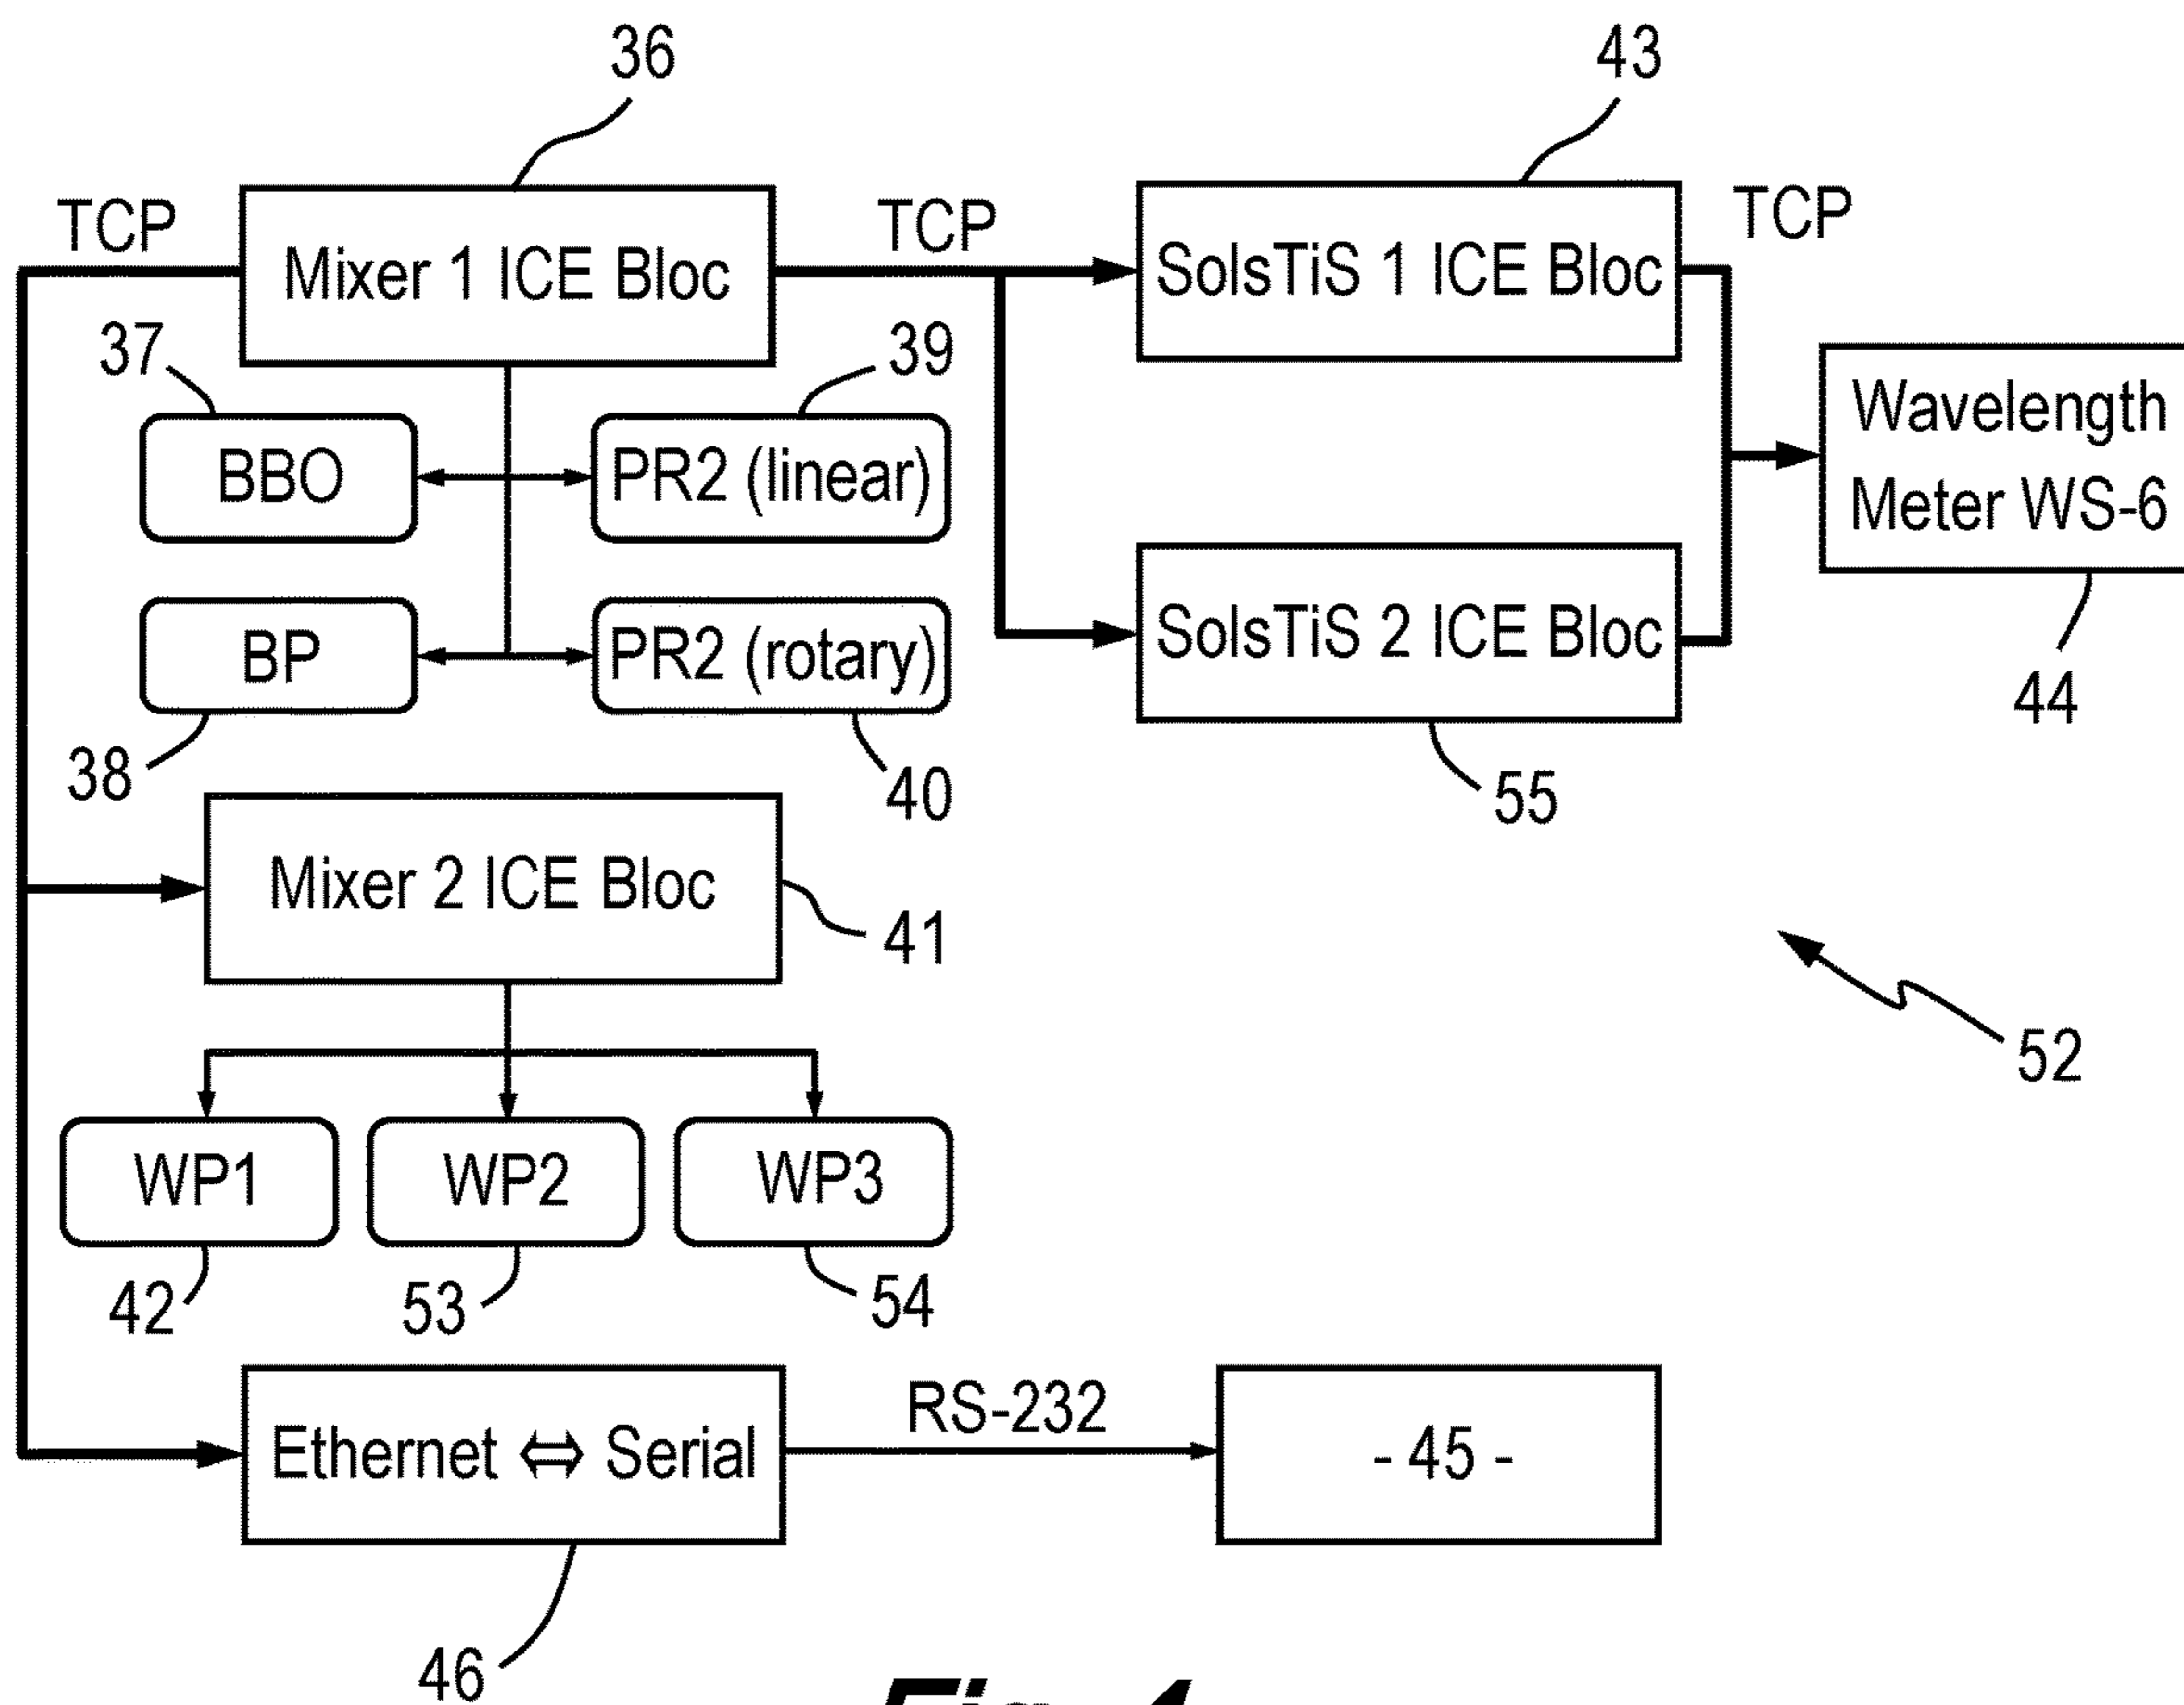 36
43
TCP
TCP
TCP
Mixer 1 ICE Bloc
SolsTiS 1 ICE Bloc
37
39
Wavelength
Meter WS-6
BBO
PR2 (linear)
BP
PR2 (rotary)
SolsTiS 2 ICE Bloc
44
38
40
55
Mixer 2 ICE Bloc
41
52
WP1
WP2
WP3
42
53
54
RS-232
Ethernet ⇔ Serial
- 45 -
46